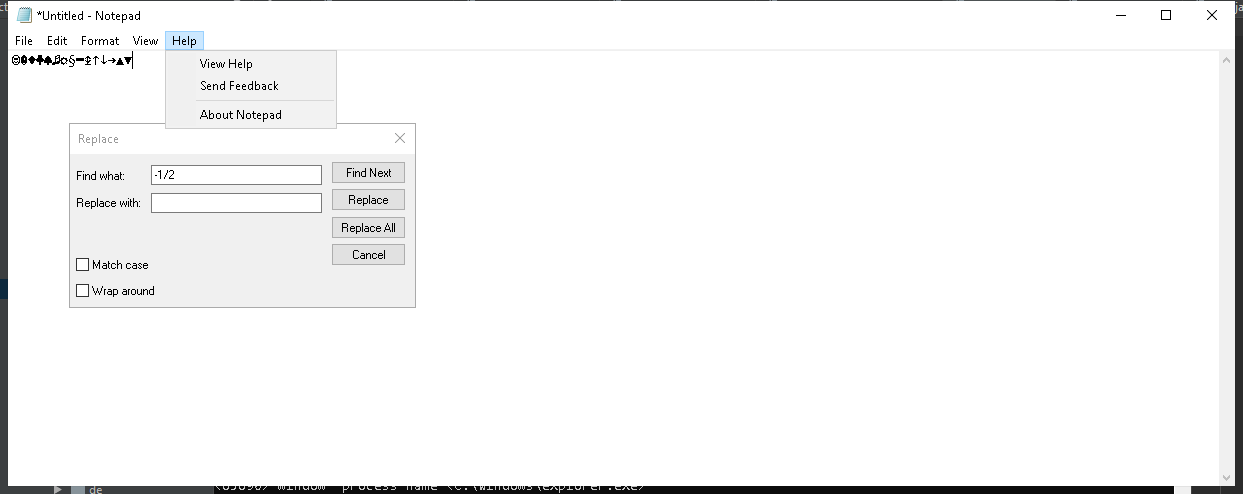 *Untitled - Notepad
File Edit Format View Help
☺☻♥♦♣♠♫☼§▬↨↑↓→▲▼
View Help
Send Feedback
About Notepad
Replace
Find what: -1/2 Find Next
Replace with: Replace
Replace All
Cancel
Match case
Wrap around
de
window process name <C:\Windows\explorer.exe>